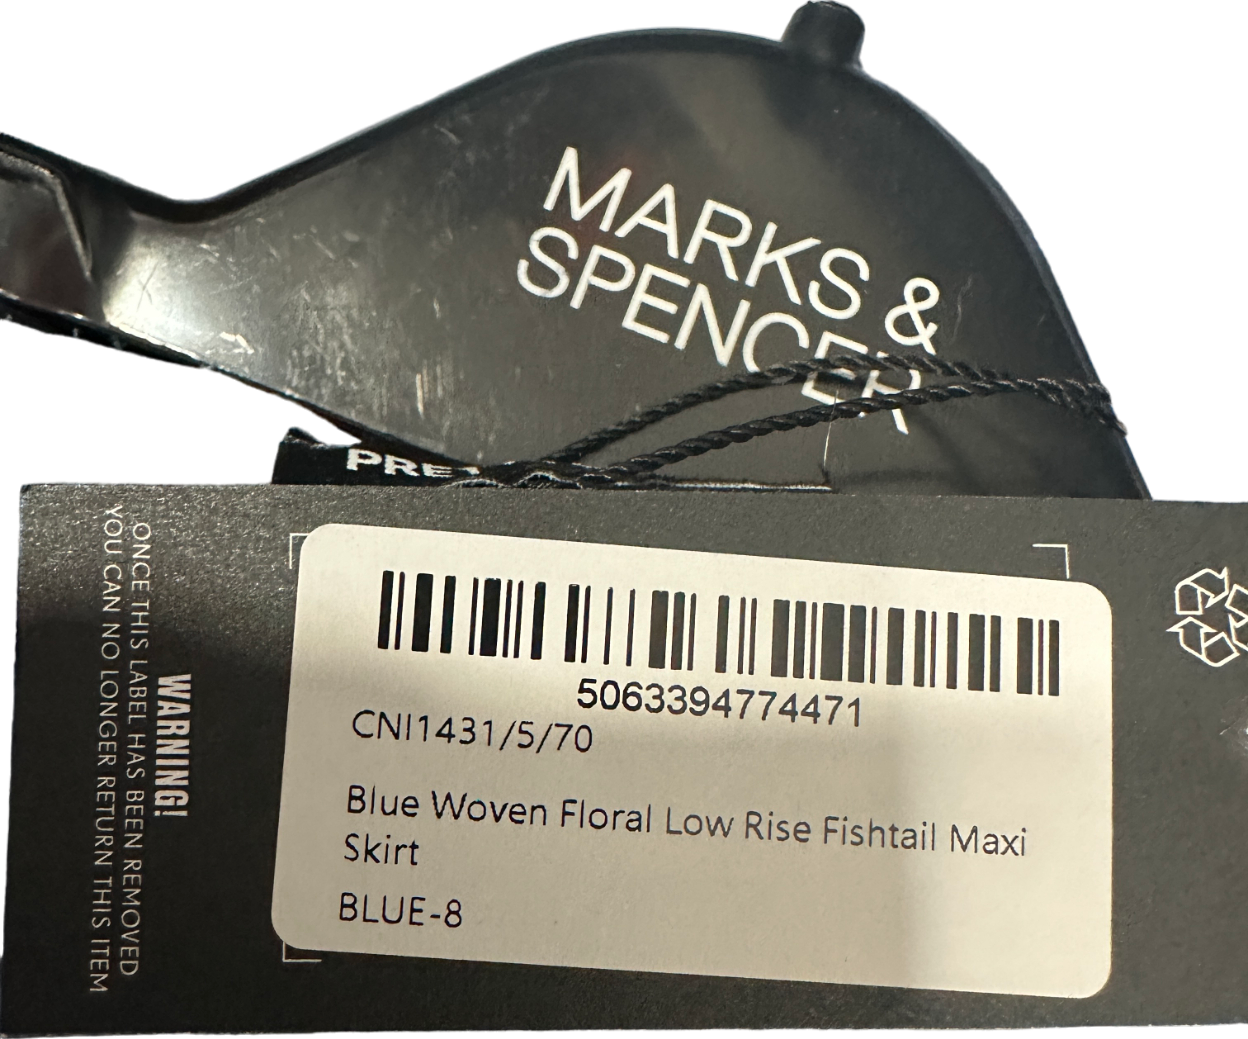 MARKS &
SPENCER
5063394774471
CNI1431/5/70
Blue Woven Floral Low Rise Fishtail Maxi
Skirt
BLUE-8
WARNING!
ONCE THIS LABEL HAS BEEN REMOVED
YOU CAN NO LONGER RETURN THIS ITEM